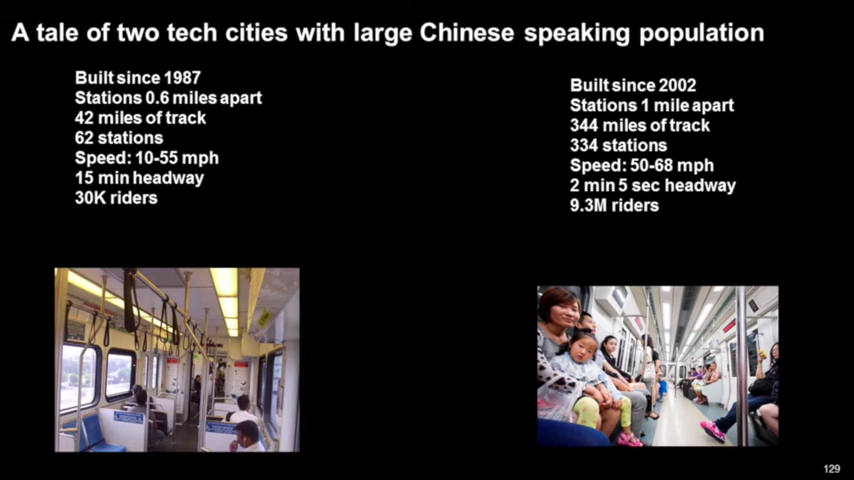 A tale of two tech cities with large Chinese speaking population
Built since 1987
Stations 0.6 miles apart
42 miles of track
62 stations
Speed: 10-55 mph
15 min headway
30K riders
Built since 2002
Stations 1 mile apart
344 miles of track
334 stations
Speed: 50-68 mph
2 min 5 sec headway
9.3M riders
129